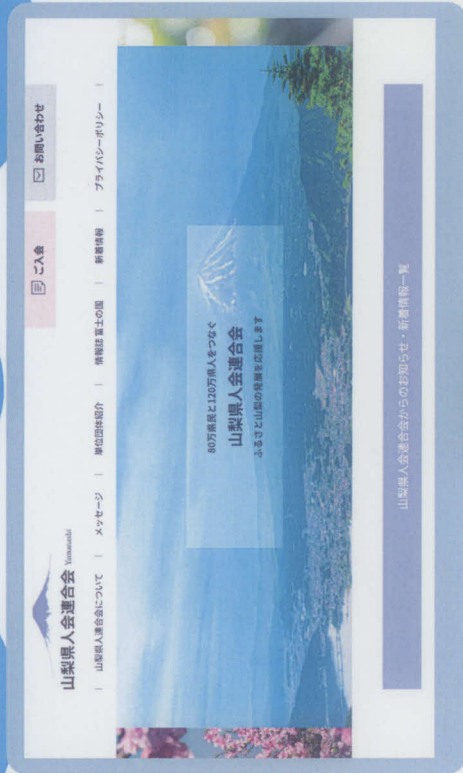 山梨県人会連合会 Yamanashi
ご入会
お問い合わせ
| 山梨県人連合会について | メッセージ | 単位団体紹介 | 情報誌 富士の国 | 新着情報 | プライバシーポリシー |
80万県民と120万県人をつなぐ
山梨県人会連合会
ふるさと山梨の発展を応援します
山梨県人会連合会からのお知らせ・新着情報一覧